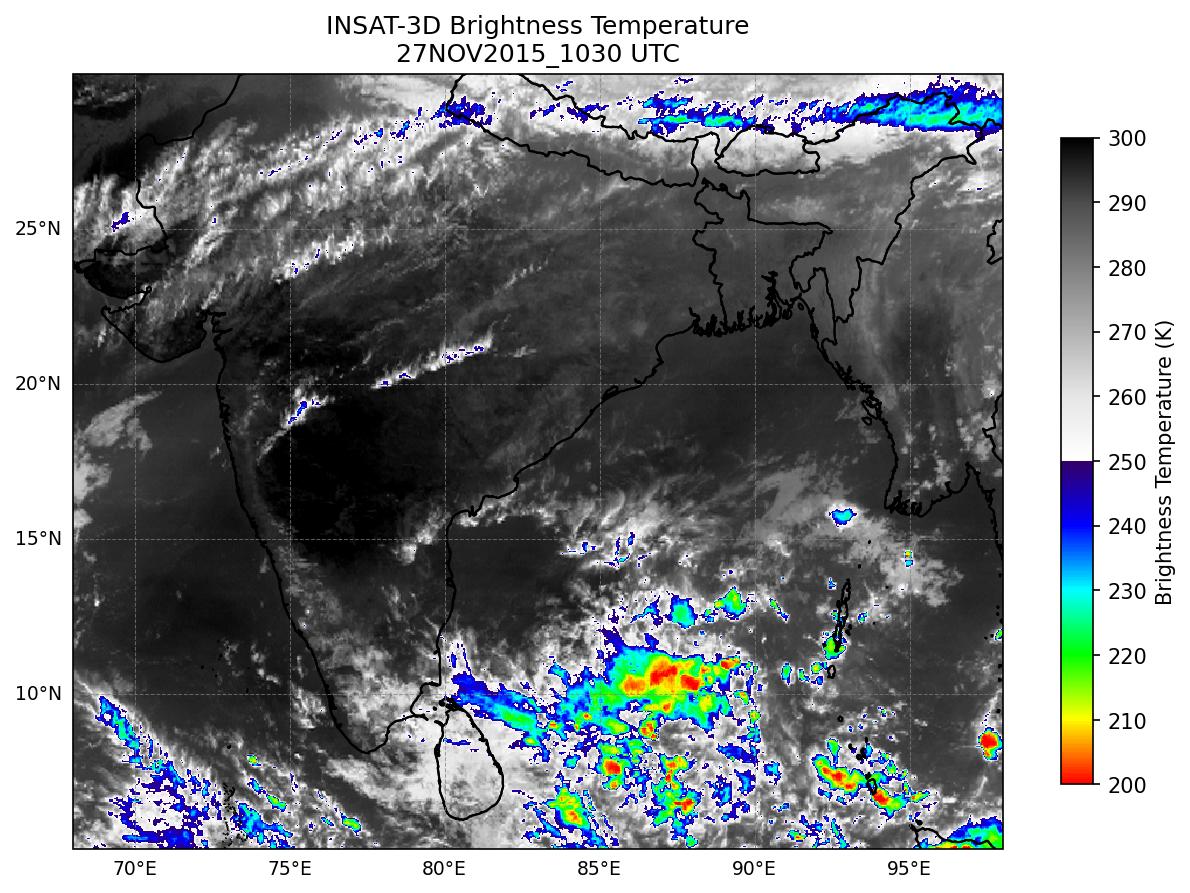 INSAT-3D Brightness Temperature
27NOV2015_1030 UTC
25°N
20°N
15°N
10°N
70°E
75°E
80°E
85°E
90°E
95°E
300
290
280
270
260
250
240
230
220
210
200
Brightness Temperature (K)